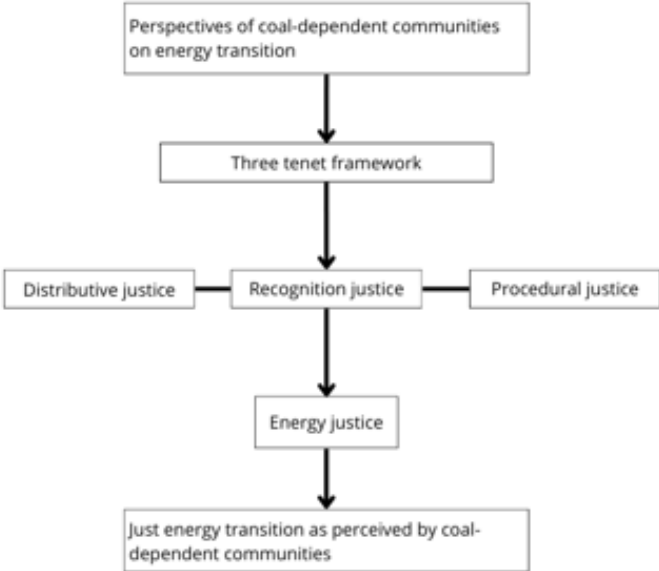 Perspectives of coal-dependent communities
on energy transition
Three tenet framework
Distributive justice
Recognition justice
Procedural justice
Energy justice
Just energy transition as perceived by coal-
dependent communities